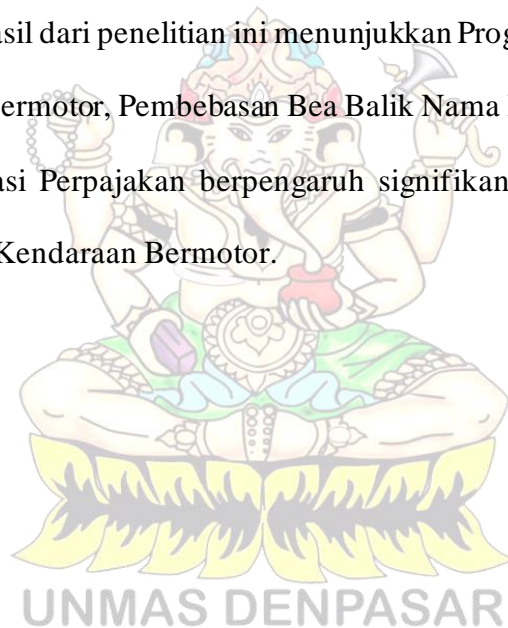 asil dari penelitian ini menunjukkan Prog
ermotor, Pembebasan Bea Balik Nama
asi Perpajakan berpengaruh signifikan
Kendaraan Bermotor.
UNMAS DENPASAR